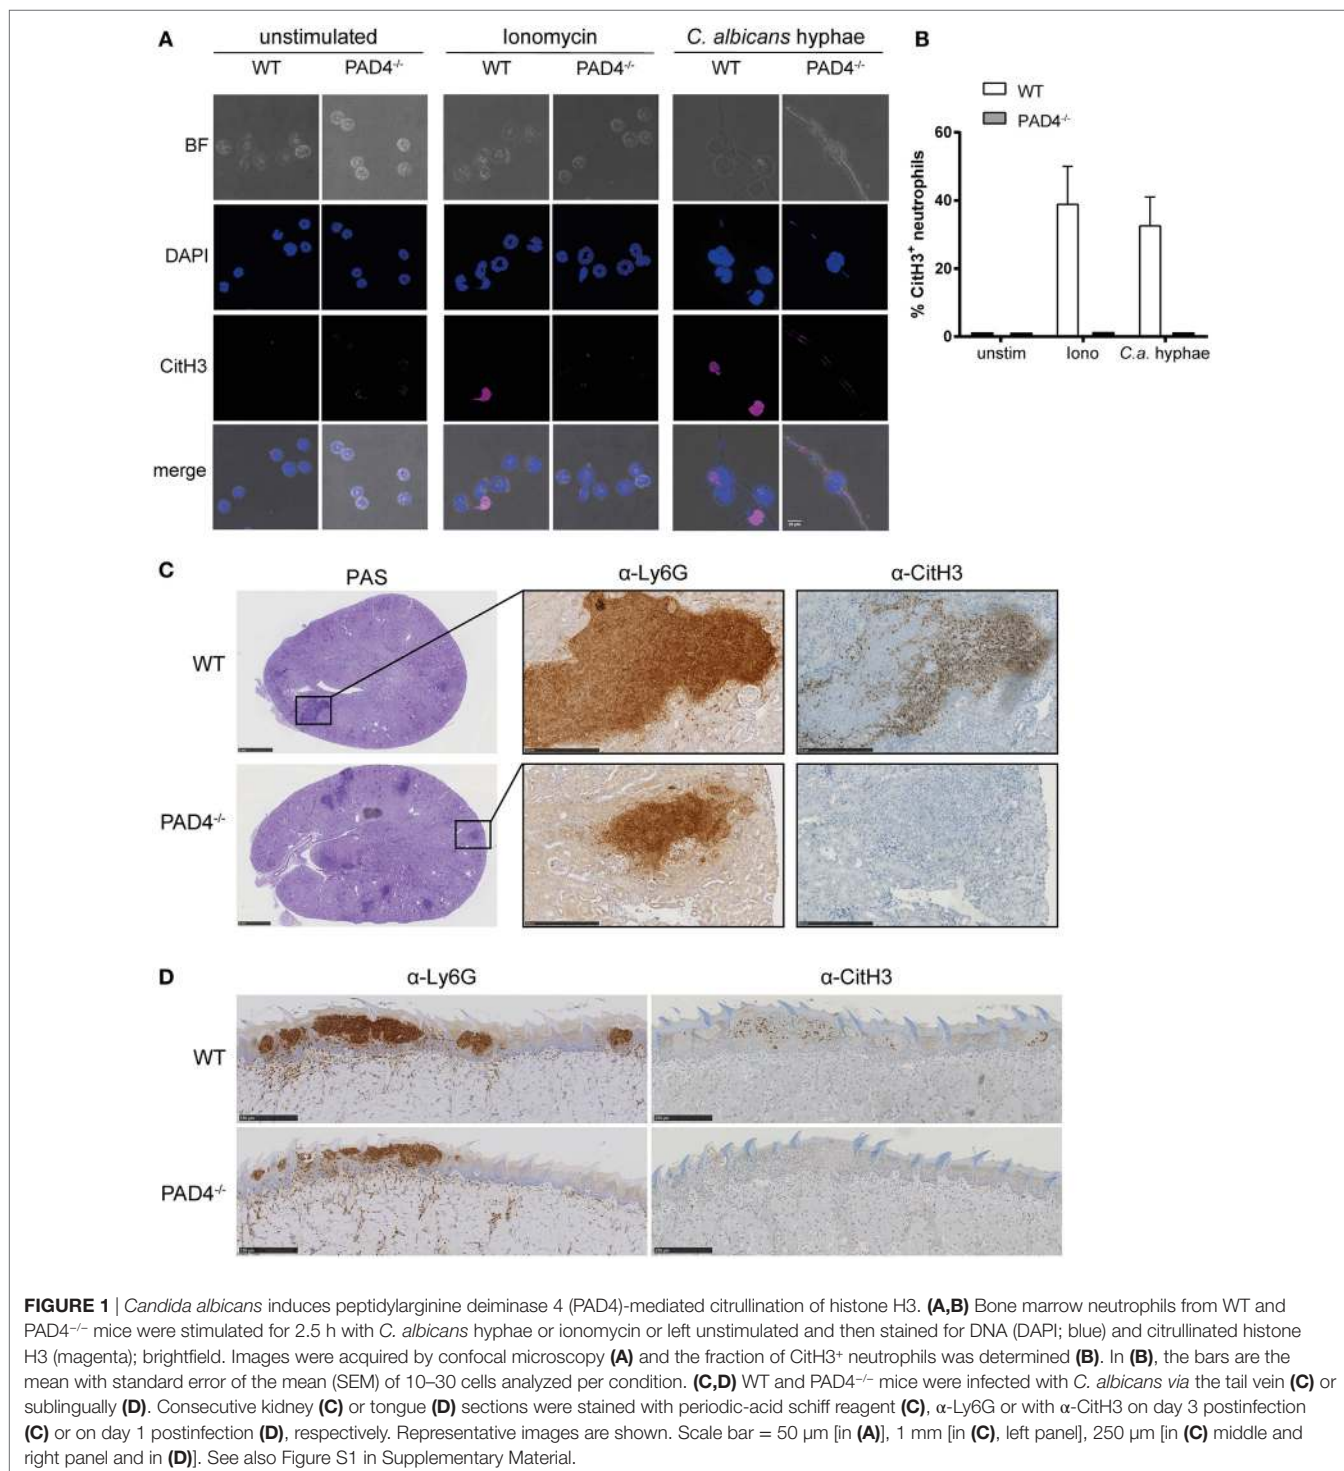 A
unstimulated
Ionomycin
C. albicans hyphae
WT
PAD4-/-
WT
PAD4-/-
WT
PAD4-/-
BF
DAPI
CitH3
merge
B
WT
PAD4-/-
% CitH3+ neutrophils
60
40
20
0
unstim
Iono
C.a. hyphae
C
PAS
α-Ly6G
α-CitH3
WT
PAD4-/-
D
α-Ly6G
α-CitH3
WT
PAD4-/-
FIGURE 1 | Candida albicans induces peptidylarginine deiminase 4 (PAD4)-mediated citrullination of histone H3. (A,B) Bone marrow neutrophils from WT and
PAD4−/− mice were stimulated for 2.5 h with C. albicans hyphae or ionomycin or left unstimulated and then stained for DNA (DAPI; blue) and citrullinated histone
H3 (magenta); brightfield. Images were acquired by confocal microscopy (A) and the fraction of CitH3+ neutrophils was determined (B). In (B), the bars are the
mean with standard error of the mean (SEM) of 10–30 cells analyzed per condition. (C,D) WT and PAD4−/− mice were infected with C. albicans via the tail vein (C) or
sublingually (D). Consecutive kidney (C) or tongue (D) sections were stained with periodic-acid schiff reagent (C), α-Ly6G or with α-CitH3 on day 3 postinfection
(C) or on day 1 postinfection (D), respectively. Representative images are shown. Scale bar = 50 µm [in (A)], 1 mm [in (C), left panel], 250 µm [in (C) middle and
right panel and in (D)]. See also Figure S1 in Supplementary Material.